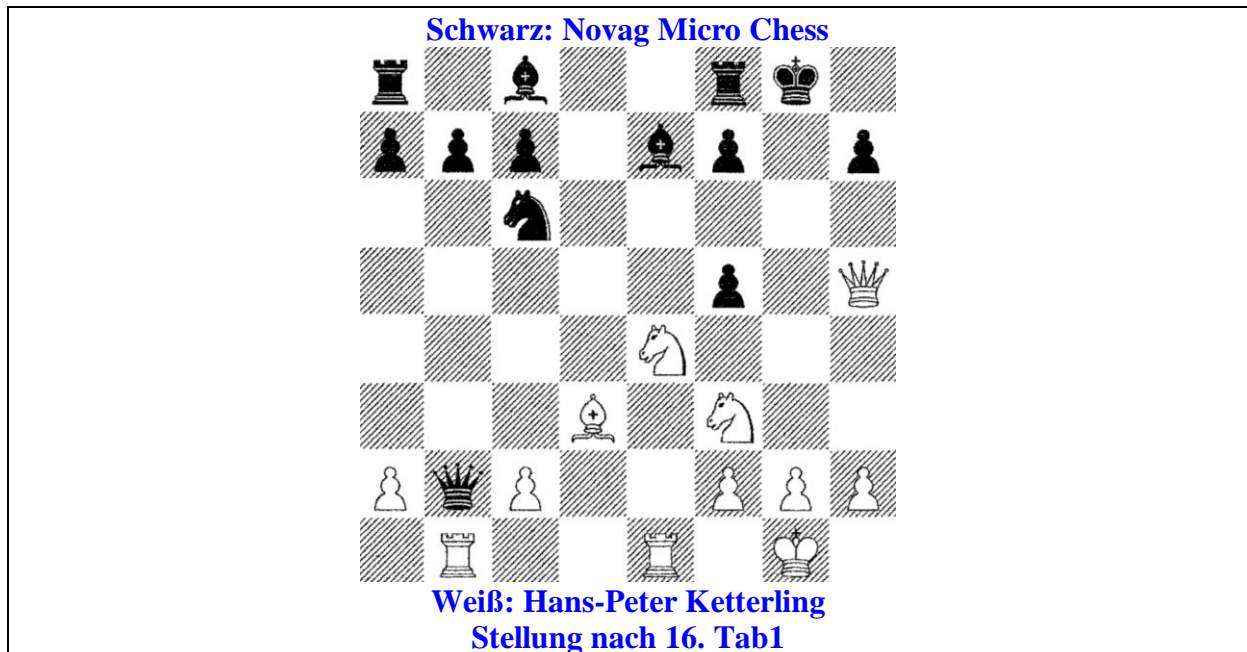 Schwarz: Novag Micro Chess
Weiß: Hans-Peter Ketterling
Stellung nach 16. Tab1